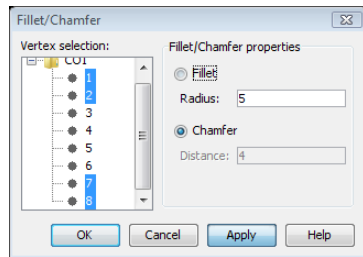 Fillet/Chamfer
Vertex selection:
CO1
1
2
3
4
5
6
7
8
Fillet/Chamfer properties
Fillet
Radius: 5
Chamfer
Distance: 4
OK Cancel Apply Help